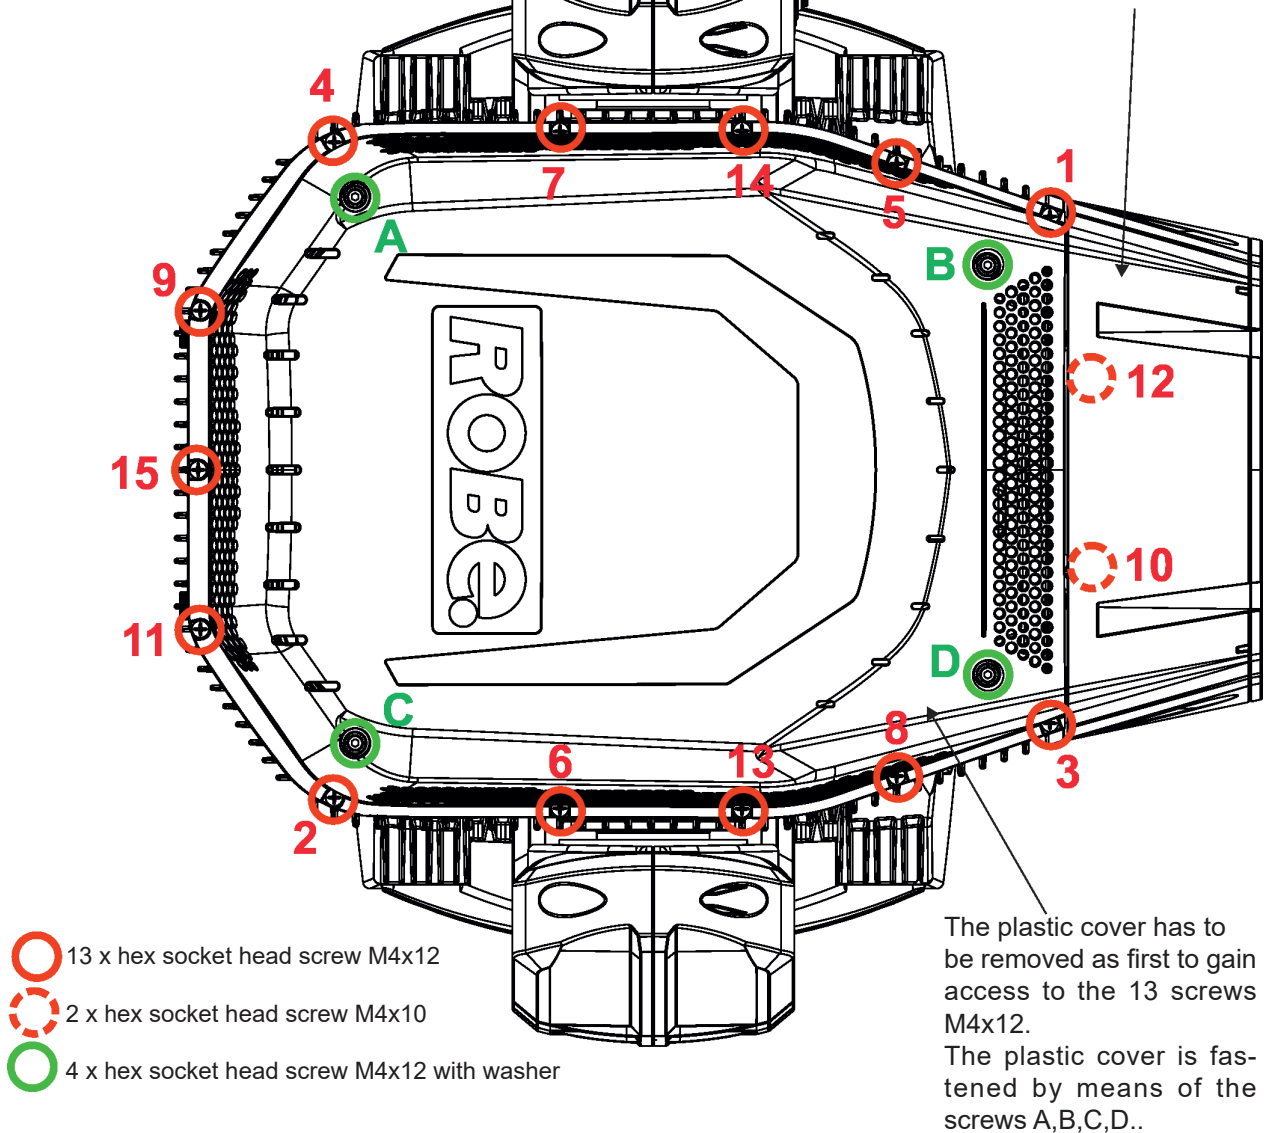 4
7
14
5
1
A
B
9
ROBe.
12
15
10
11
D
C
8
6
13
3
2
13 x hex socket head screw M4x12
2 x hex socket head screw M4x10
4 x hex socket head screw M4x12 with washer
The plastic cover has to
be removed as first to gain
access to the 13 screws
M4x12.
The plastic cover is fas-
tened by means of the
screws A,B,C,D..